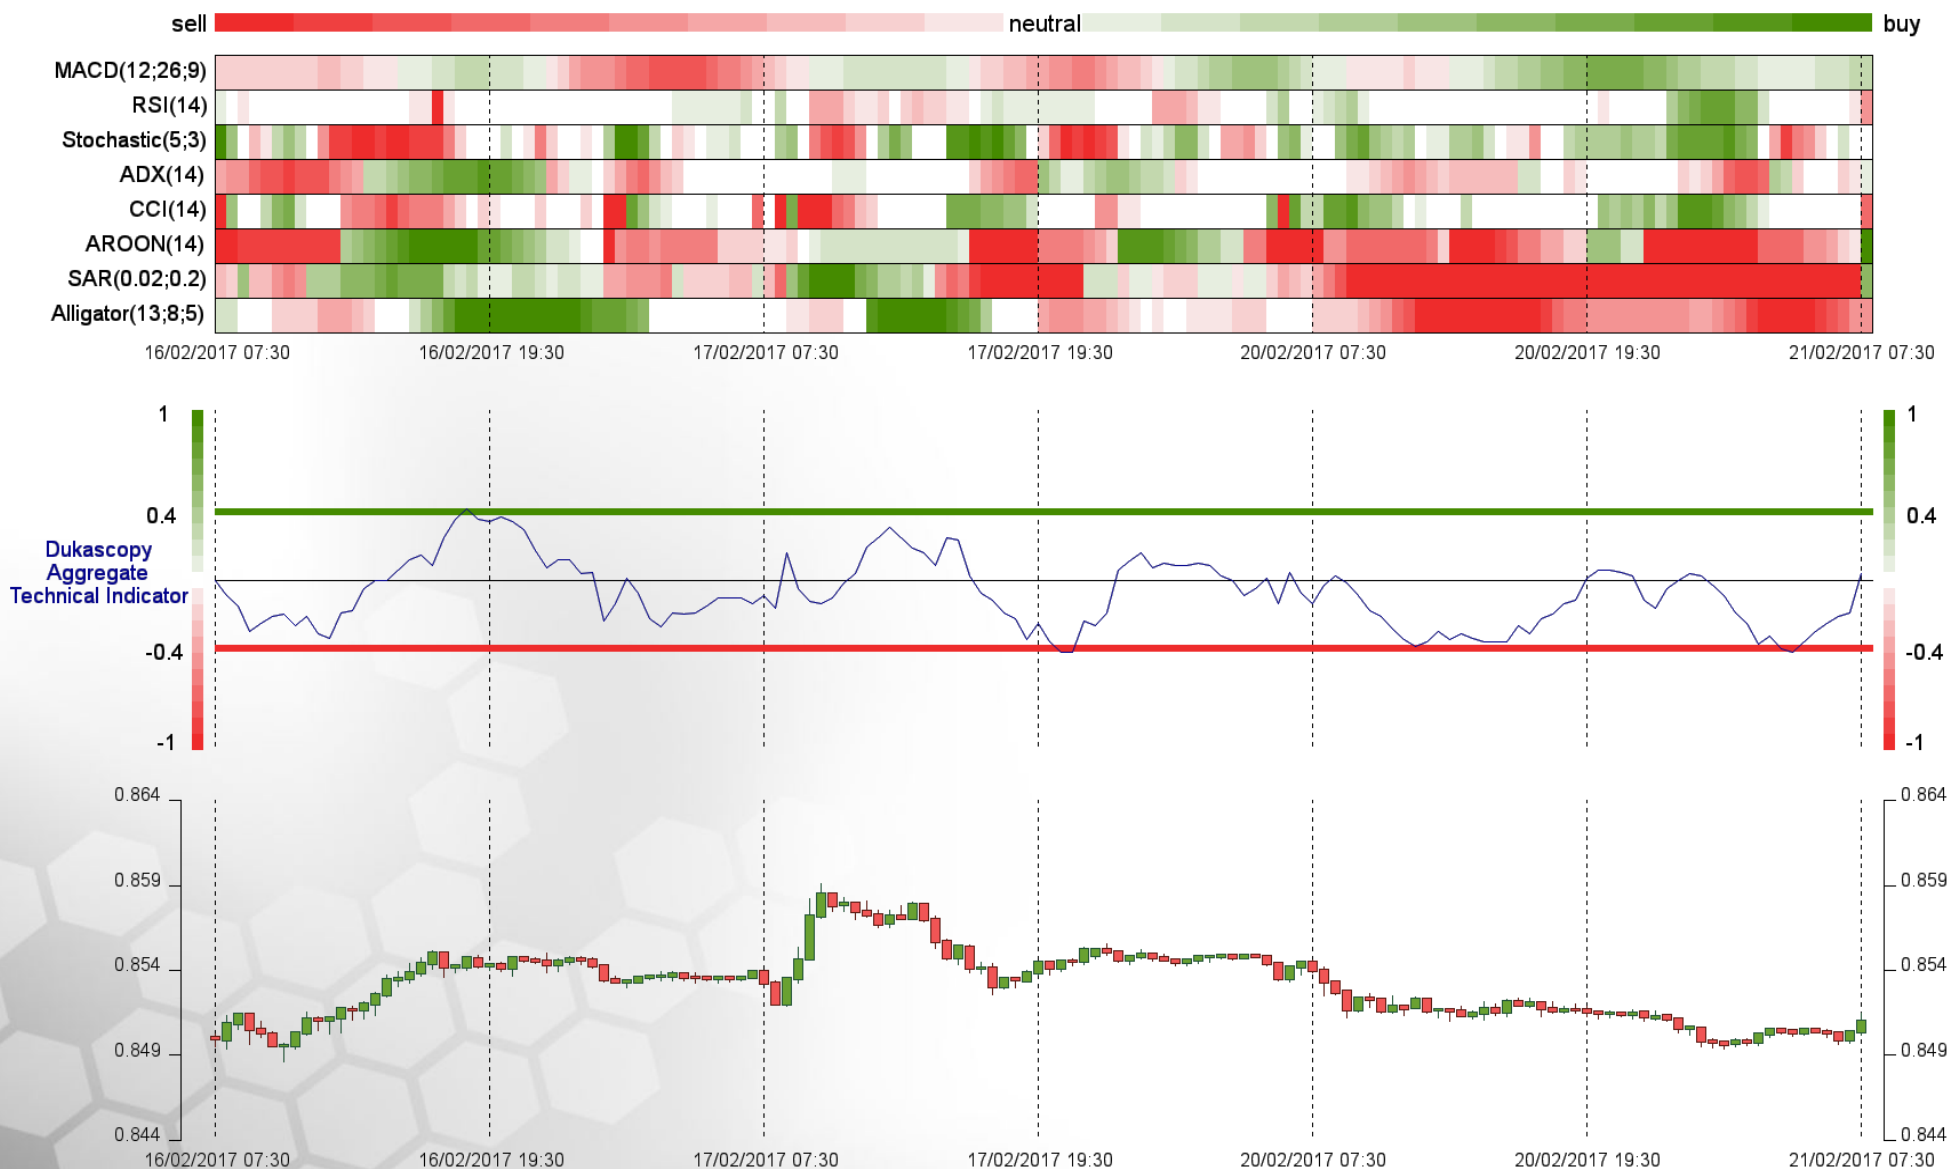 sell neutral buy
MACD(12;26;9)
RSI(14)
Stochastic(5;3)
ADX(14)
CCI(14)
AROON(14)
SAR(0.02;0.2)
Alligator(13;8;5)
16/02/2017 07:30 16/02/2017 19:30 17/02/2017 07:30 17/02/2017 19:30 20/02/2017 07:30 20/02/2017 19:30 21/02/2017 07:30
1 1
0.4 0.4
Dukascopy
Aggregate
Technical Indicator
-0.4 -0.4
-1 -1
0.864 0.864
0.859 0.859
0.854 0.854
0.849 0.849
0.844 0.844
16/02/2017 07:30 16/02/2017 19:30 17/02/2017 07:30 17/02/2017 19:30 20/02/2017 07:30 20/02/2017 19:30 21/02/2017 07:30